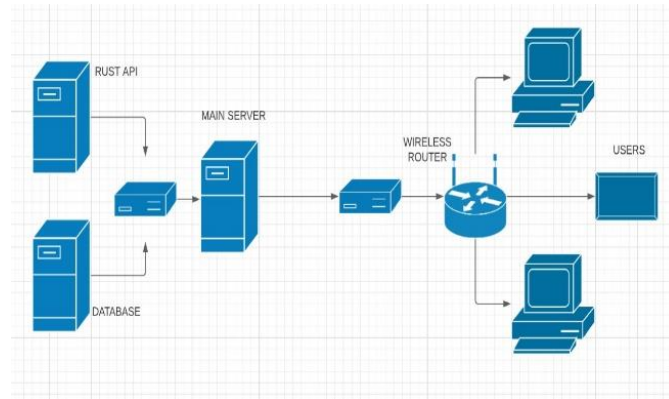 RUST API
MAIN SERVER
WIRELESS
ROUTER
USERS
DATABASE